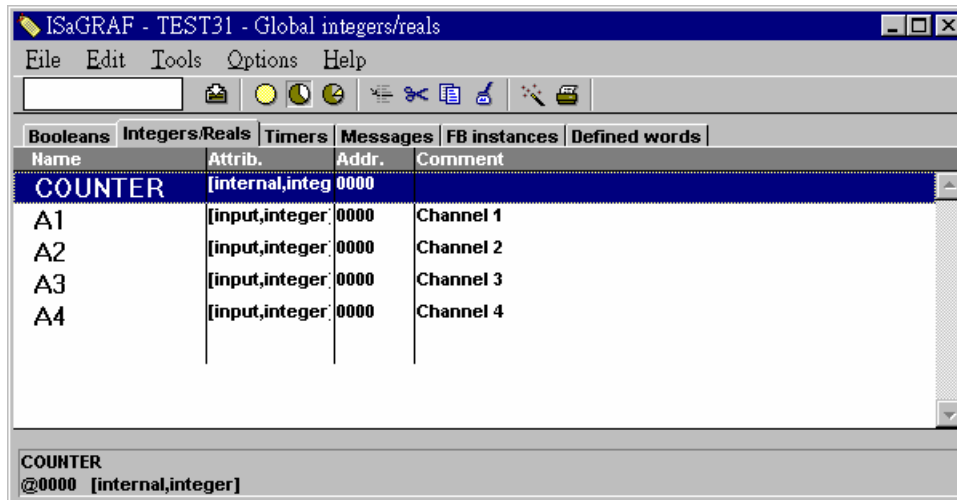 ISaGRAF - TEST31 - Global integers/reals
File Edit Tools Options Help
Booleans Integers/Reals Timers Messages FB instances Defined words
Name Attrib. Addr. Comment
COUNTER [internal,integ 0000
A1 [input,integer] 0000 Channel 1
A2 [input,integer] 0000 Channel 2
A3 [input,integer] 0000 Channel 3
A4 [input,integer] 0000 Channel 4
COUNTER
@0000 [internal,integer]